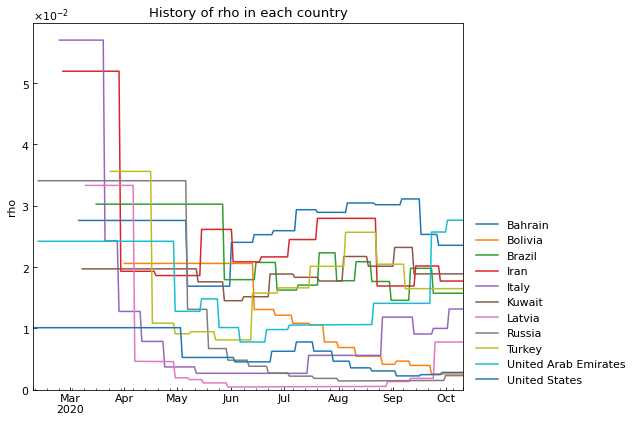 History of rho in each country
×10⁻²
5
4
3
2
1
0
rho
Mar Apr May Jun Jul Aug Sep Oct
2020
Bahrain
Bolivia
Brazil
Iran
Italy
Kuwait
Latvia
Russia
Turkey
United Arab Emirates
United States